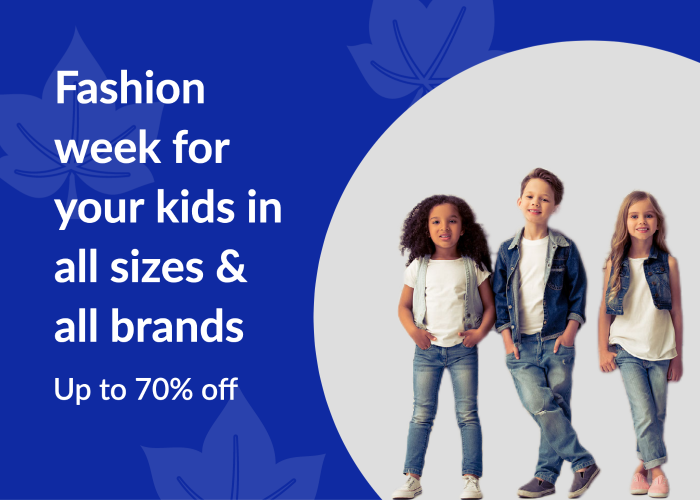 Fashion
week for
your kids in
all sizes &
all brands
Up to 70% off